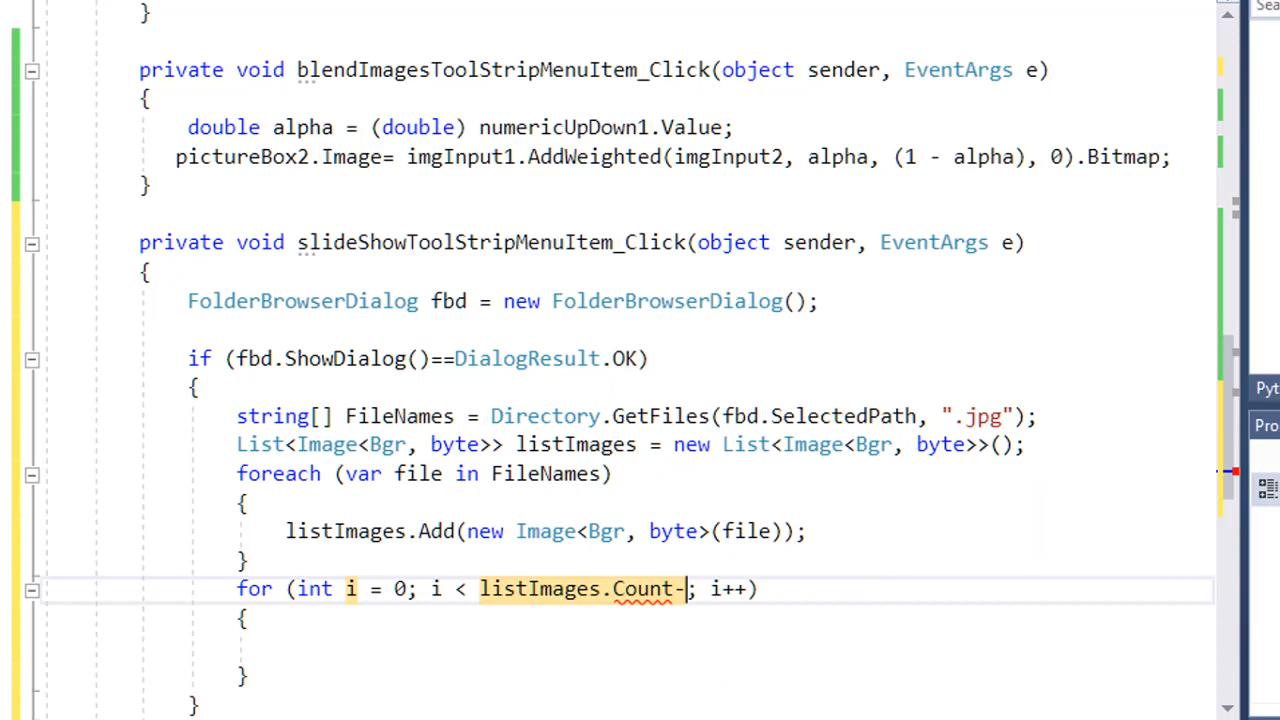 Sea
}
private void blendImagesToolStripMenuItem_Click(object sender, EventArgs e)
{
double alpha = (double) numericUpDown1.Value;
pictureBox2.Image= imgInput1.AddWeighted(imgInput2, alpha, (1 - alpha), 0).Bitmap;
}
private void slideShowToolStripMenuItem_Click(object sender, EventArgs e)
{
FolderBrowserDialog fbd = new FolderBrowserDialog();
if (fbd.ShowDialog()==DialogResult.OK)
{
string[] FileNames = Directory.GetFiles(fbd.SelectedPath, ".jpg");
List<Image<Bgr, byte>> listImages = new List<Image<Bgr, byte>>();
foreach (var file in FileNames)
{
listImages.Add(new Image<Bgr, byte>(file));
}
for (int i = 0; i < listImages.Count-; i++)
{
}
}
Pyt
Pro